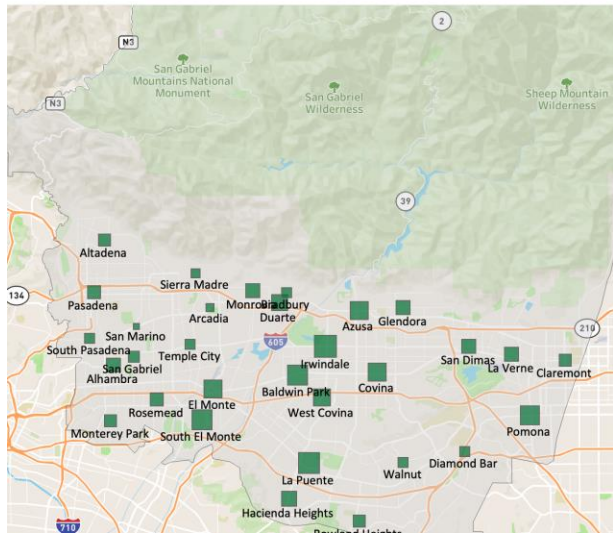 2
N3
San Gabriel
Mountains National
Monument
San Gabriel
Wilderness
Sheep Mountain
Wilderness
N3
39
Altadena
Sierra Madre
134
Pasadena
Monrovia
Bradbury
Duarte
Arcadia
Azusa
Glendora
San Marino
210
South Pasadena
605
Temple City
San Gabriel
Irwindale
San Dimas
La Verne
Claremont
Alhambra
Baldwin Park
Covina
El Monte
West Covina
Rosemead
Pomona
Monterey Park
South El Monte
Diamond Bar
La Puente
Walnut
Hacienda Heights
710
Rowland Heights